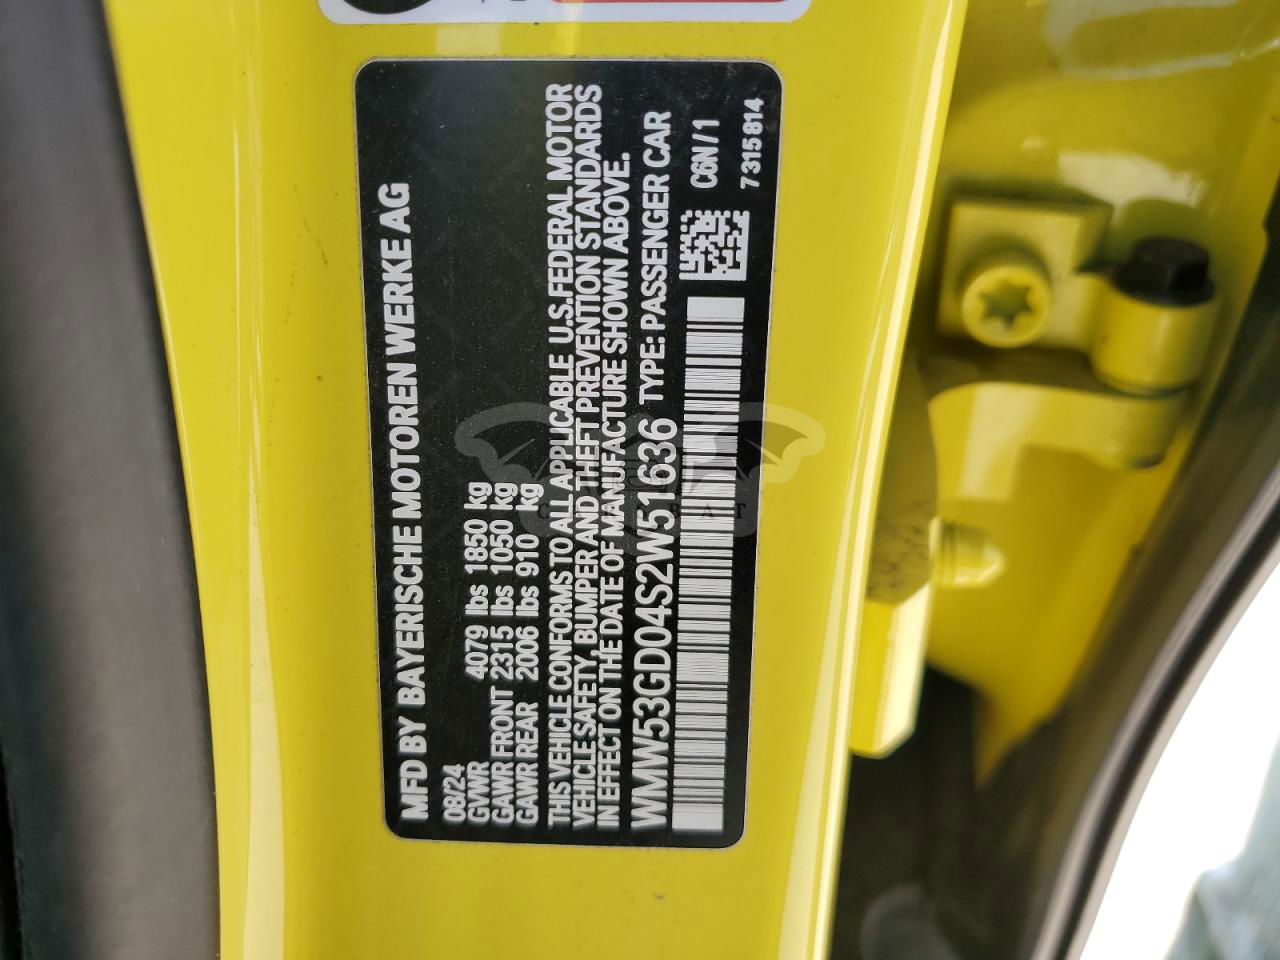 MFD BY BAYERISCHE MOTOREN WERKE AG
08/24
GVWR 4079 lbs 1850 kg
GAWR FRONT 2315 lbs 1050 kg
GAWR REAR 2006 lbs 910 kg
THIS VEHICLE CONFORMS TO ALL APPLICABLE U.S.FEDERAL MOTOR
VEHICLE SAFETY, BUMPER AND THEFT PREVENTION STANDARDS
IN EFFECT ON THE DATE OF MANUFACTURE SHOWN ABOVE.
WMW53GD04S2W51636 TYPE: PASSENGER CAR
C6N/1
7315814